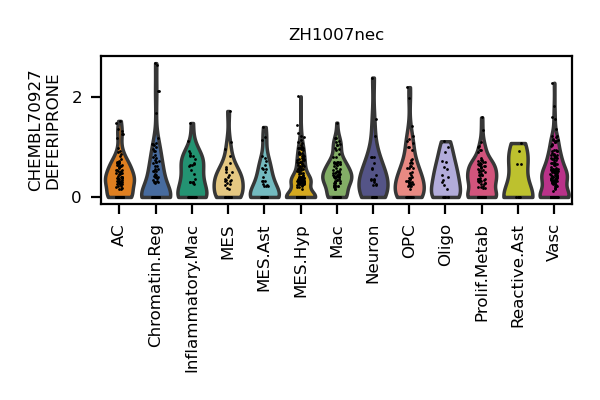 ZH1007nec
CHEMBL70927
DEFERIPRONE
2
0
AC
Chromatin.Reg
Inflammatory.Mac
MES
MES.Ast
MES.Hyp
Mac
Neuron
OPC
Oligo
Prolif.Metab
Reactive.Ast
Vasc